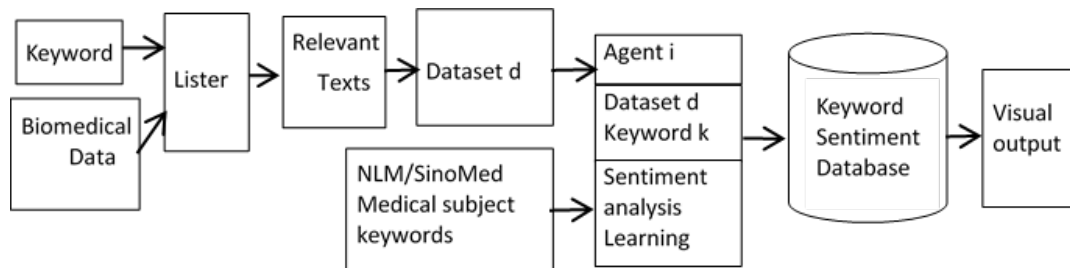 Keyword
Biomedical
Data
Lister
Relevant
Texts
Dataset d
NLM/SinoMed
Medical subject
keywords
Agent i
Dataset d
Keyword k
Sentiment
analysis
Learning
Keyword
Sentiment
Database
Visual
output